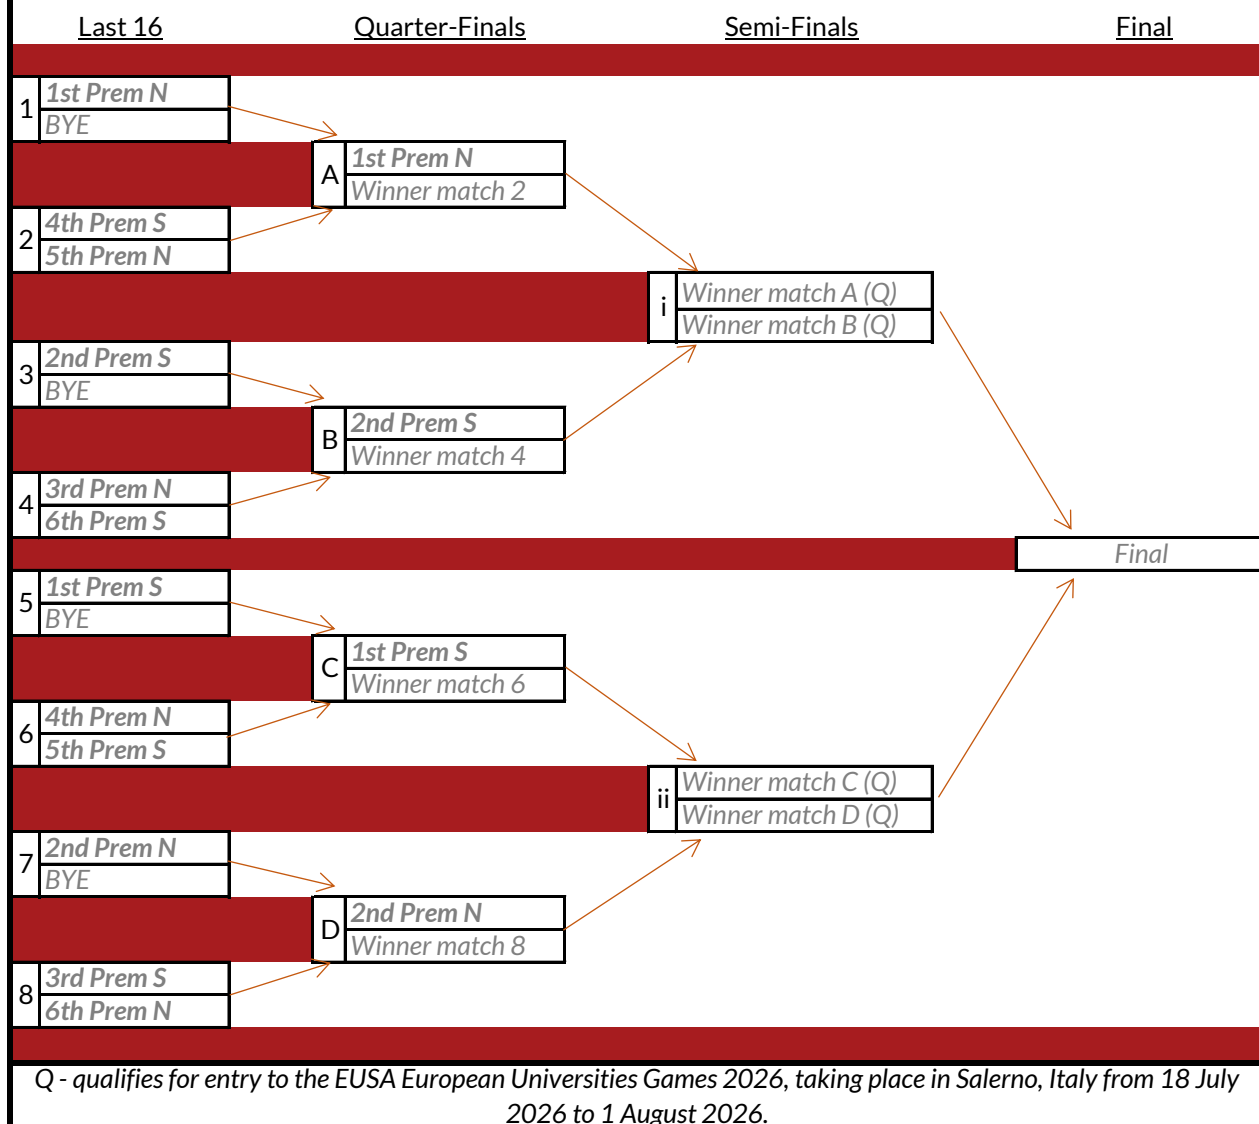 Last 16 Quarter-Finals Semi-Finals Final
1 1st Prem N
BYE
A 1st Prem N
Winner match 2
2 4th Prem S
5th Prem N
i Winner match A (Q)
Winner match B (Q)
3 2nd Prem S
BYE
B 2nd Prem S
Winner match 4
4 3rd Prem N
6th Prem S
Final
5 1st Prem S
BYE
C 1st Prem S
Winner match 6
6 4th Prem N
5th Prem S
ii Winner match C (Q)
Winner match D (Q)
7 2nd Prem N
BYE
D 2nd Prem N
Winner match 8
8 3rd Prem S
6th Prem N
Q - qualifies for entry to the EUSA European Universities Games 2026, taking place in Salerno, Italy from 18 July
2026 to 1 August 2026.